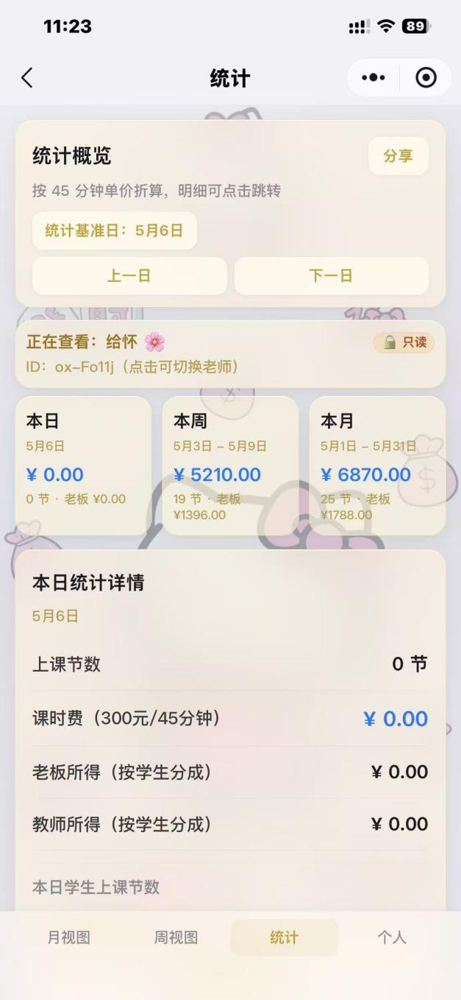 11:23
89
统计
统计概览
分享
按 45 分钟单价折算，明细可点击跳转
统计基准日：5月6日
上一日
下一日
正在查看：给怀 🌸
🔒 只读
ID：ox-Fo11j（点击可切换老师）
本日
5月6日
¥ 0.00
0 节 · 老板 ¥0.00
本周
5月3日 – 5月9日
¥ 5210.00
19 节 · 老板
¥1396.00
本月
5月1日 – 5月31日
¥ 6870.00
25 节 · 老板
¥1788.00
本日统计详情
5月6日
上课节数
0 节
课时费（300元/45分钟）
¥ 0.00
老板所得（按学生分成）
¥ 0.00
教师所得（按学生分成）
¥ 0.00
本日学生上课节数
月视图
周视图
统计
个人